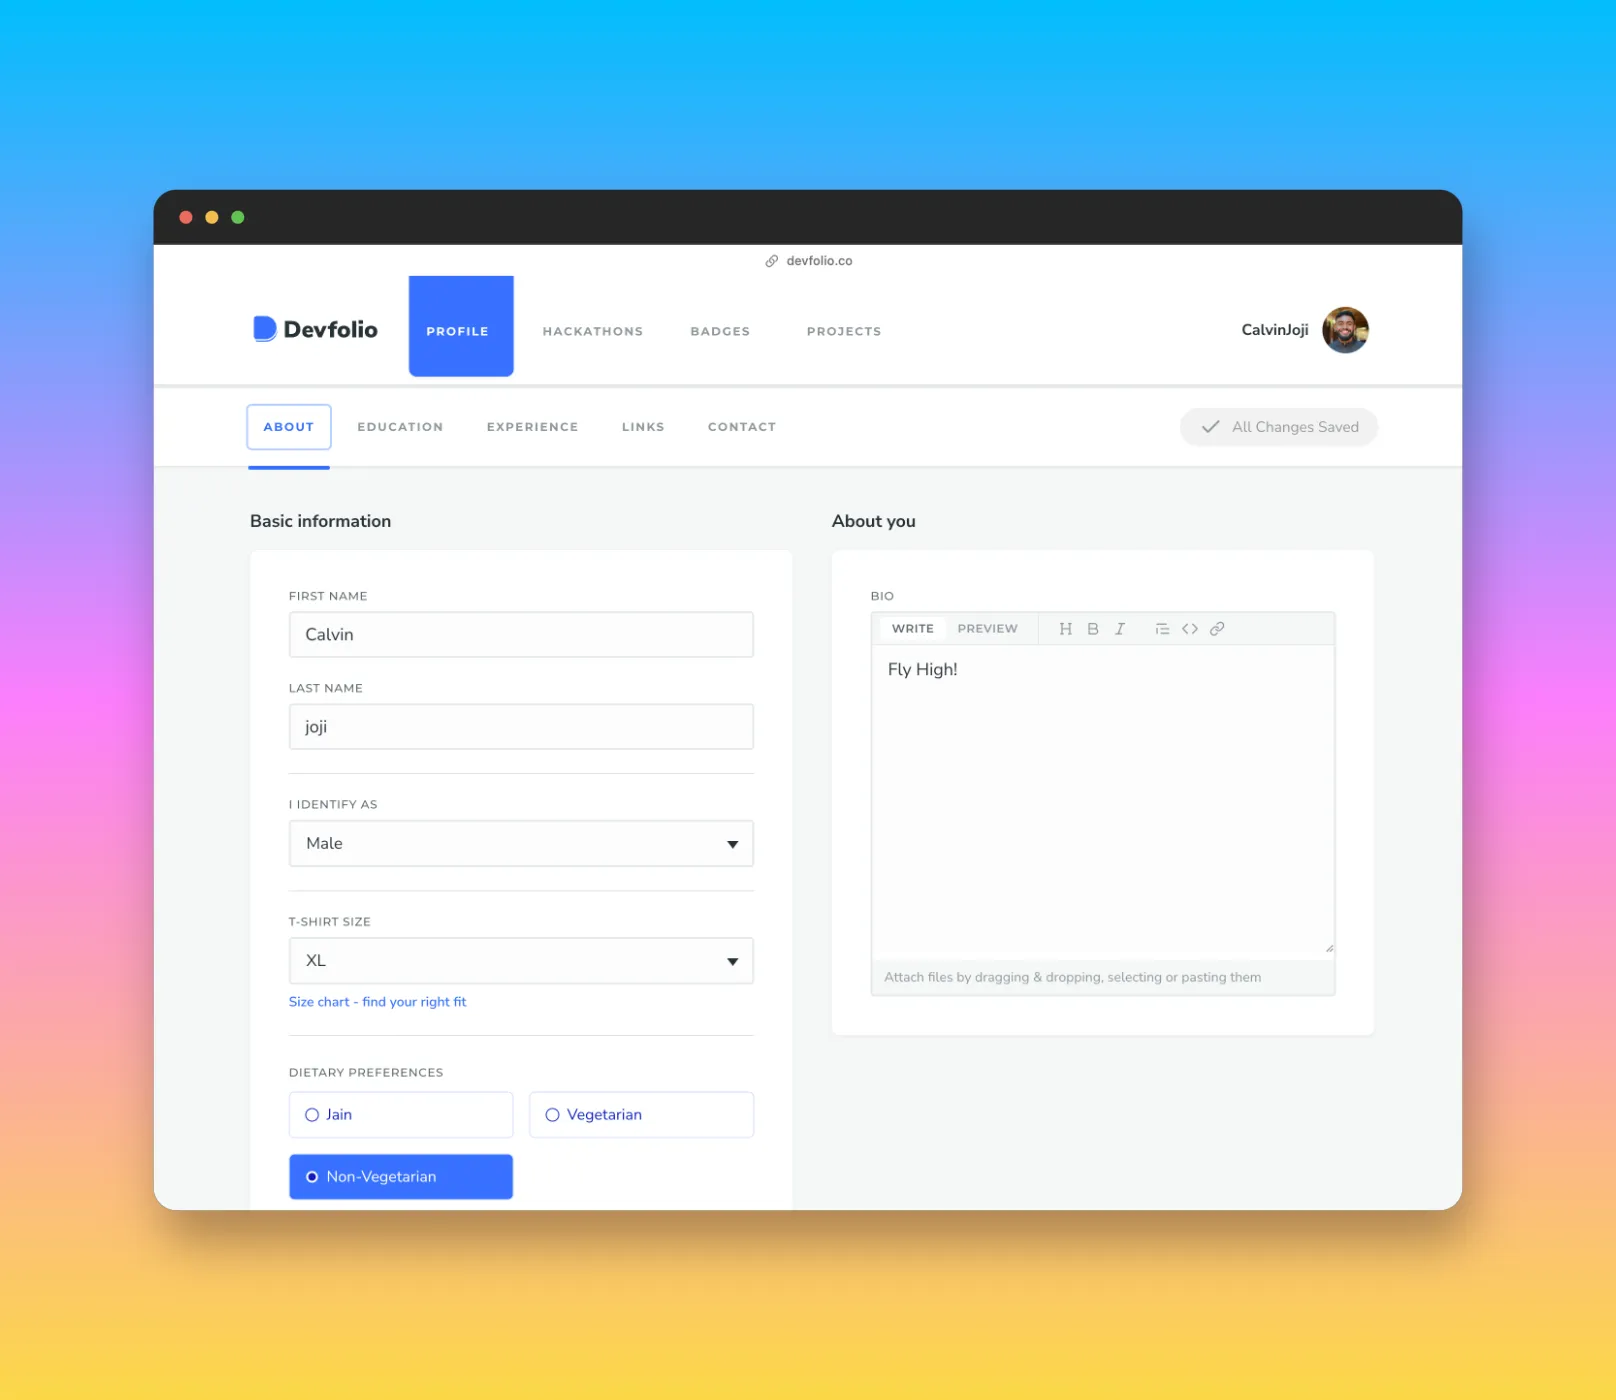 devfolio.co
Devfolio
PROFILE
HACKATHONS
BADGES
PROJECTS
CalvinJoji
ABOUT
EDUCATION
EXPERIENCE
LINKS
CONTACT
All Changes Saved
Basic information
FIRST NAME
Calvin
LAST NAME
joji
I IDENTIFY AS
Male
T-SHIRT SIZE
XL
Size chart - find your right fit
DIETARY PREFERENCES
Jain
Vegetarian
Non-Vegetarian
About you
BIO
WRITE
PREVIEW
H B I
Fly High!
Attach files by dragging & dropping, selecting or pasting them